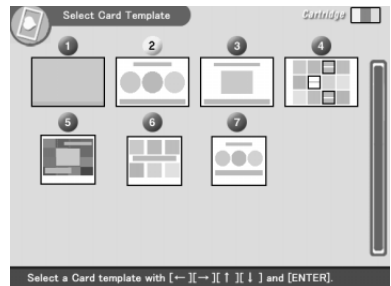 Select Card Template
Cartridge
1 2 3 4
5 6 7
Select a Card template with [←][→][↑][↓] and [ENTER].